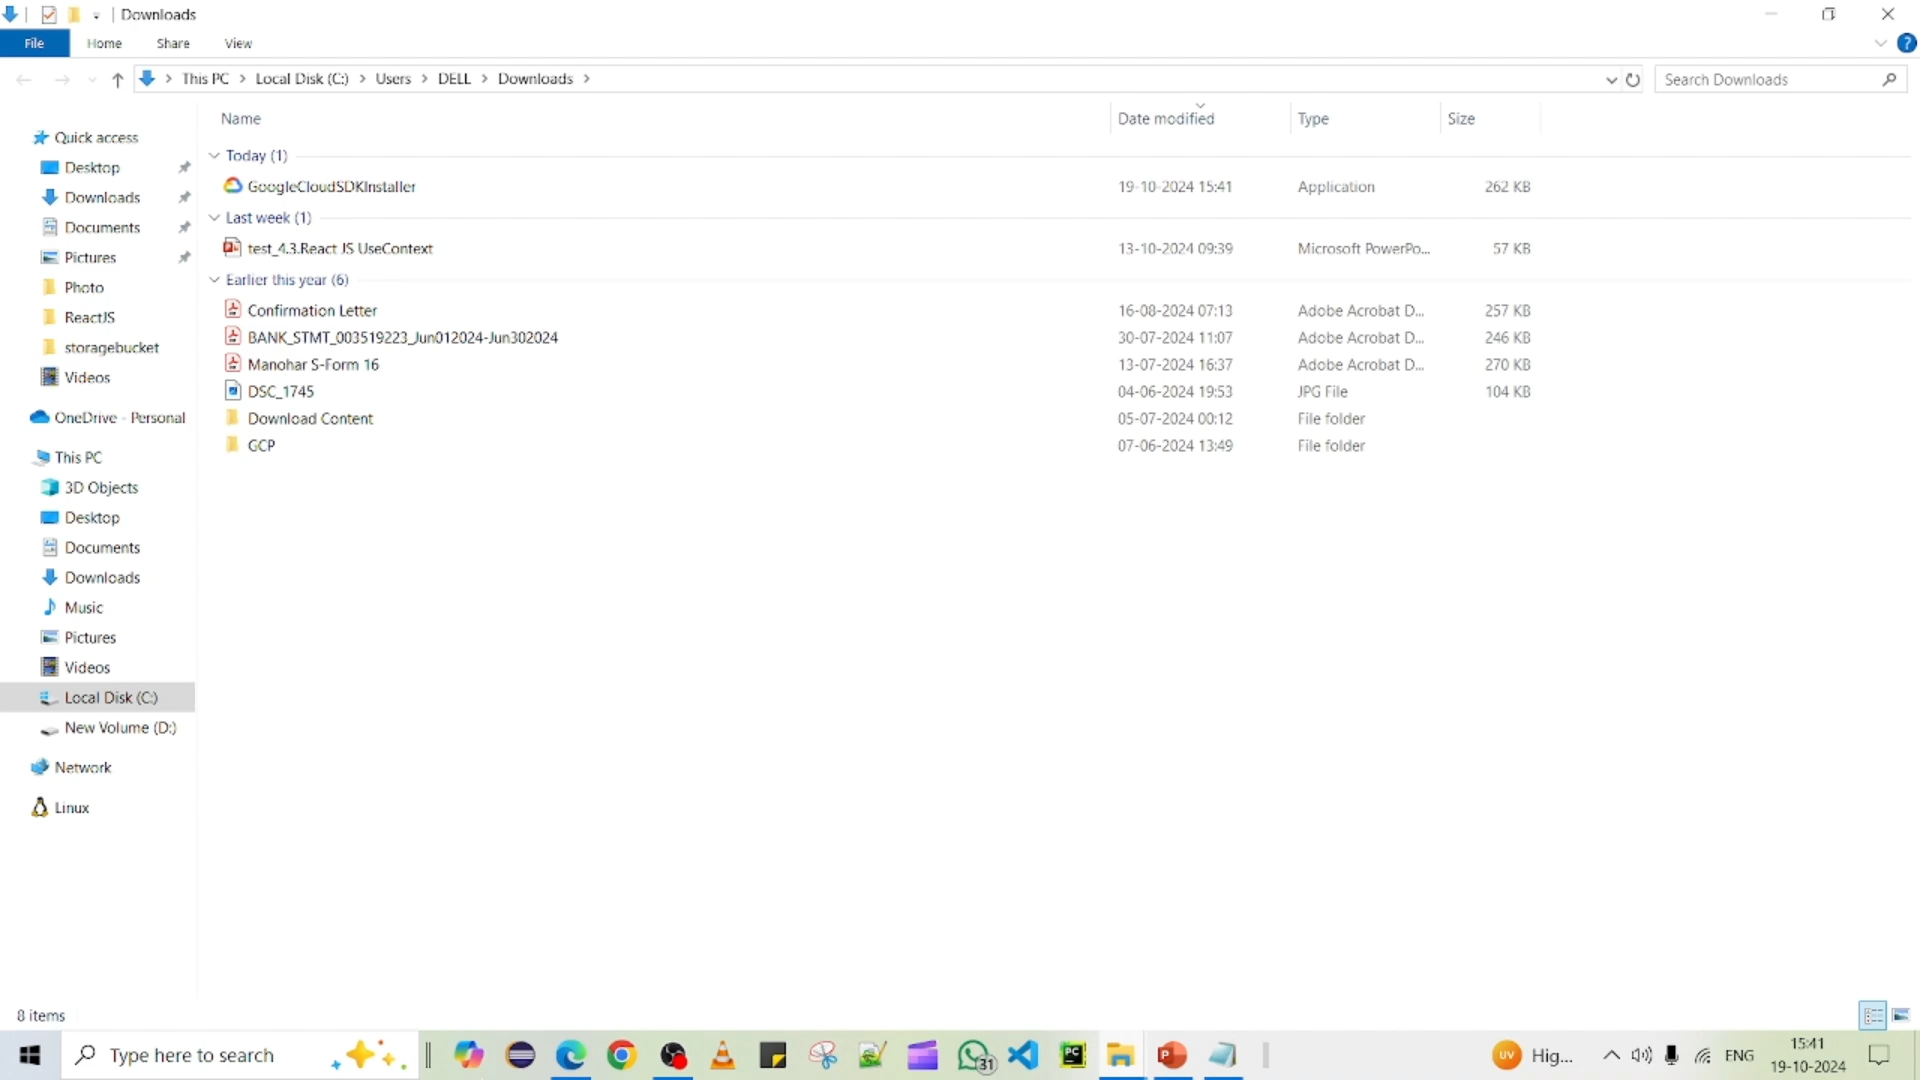 Downloads
File Home Share View
This PC Local Disk (C:) Users DELL Downloads
Search Downloads
Name Date modified Type Size
Quick access
Desktop
Downloads
Documents
Pictures
Photo
ReactJS
storagebucket
Videos
OneDrive - Personal
This PC
3D Objects
Desktop
Documents
Downloads
Music
Pictures
Videos
Local Disk (C:)
New Volume (D:)
Network
Linux
Today (1)
GoogleCloudSDKInstaller 19-10-2024 15:41 Application 262 KB
Last week (1)
test_4.3.React JS UseContext 13-10-2024 09:39 Microsoft PowerPo... 57 KB
Earlier this year (6)
Confirmation Letter 16-08-2024 07:13 Adobe Acrobat D... 257 KB
BANK_STMT_003519223_Jun012024-Jun302024 30-07-2024 11:07 Adobe Acrobat D... 246 KB
Manohar S-Form 16 13-07-2024 16:37 Adobe Acrobat D... 270 KB
DSC_1745 04-06-2024 19:53 JPG File 104 KB
Download Content 05-07-2024 00:12 File folder
GCP 07-06-2024 13:49 File folder
8 items
Type here to search
31
PC
P
UV Hig...
ENG
15:41
19-10-2024